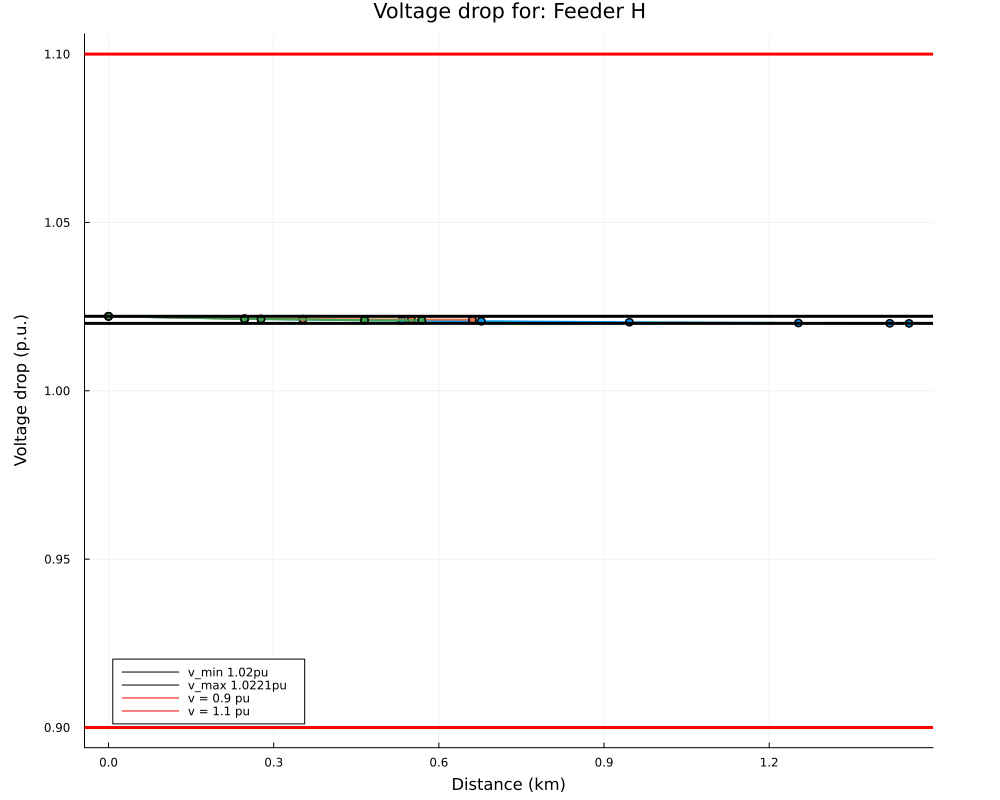 Voltage drop for: Feeder H
Voltage drop (p.u.)
1.10
1.05
1.00
0.95
0.90
v_min 1.02pu
v_max 1.0221pu
v = 0.9 pu
v = 1.1 pu
0.0 0.3 0.6 0.9 1.2
Distance (km)